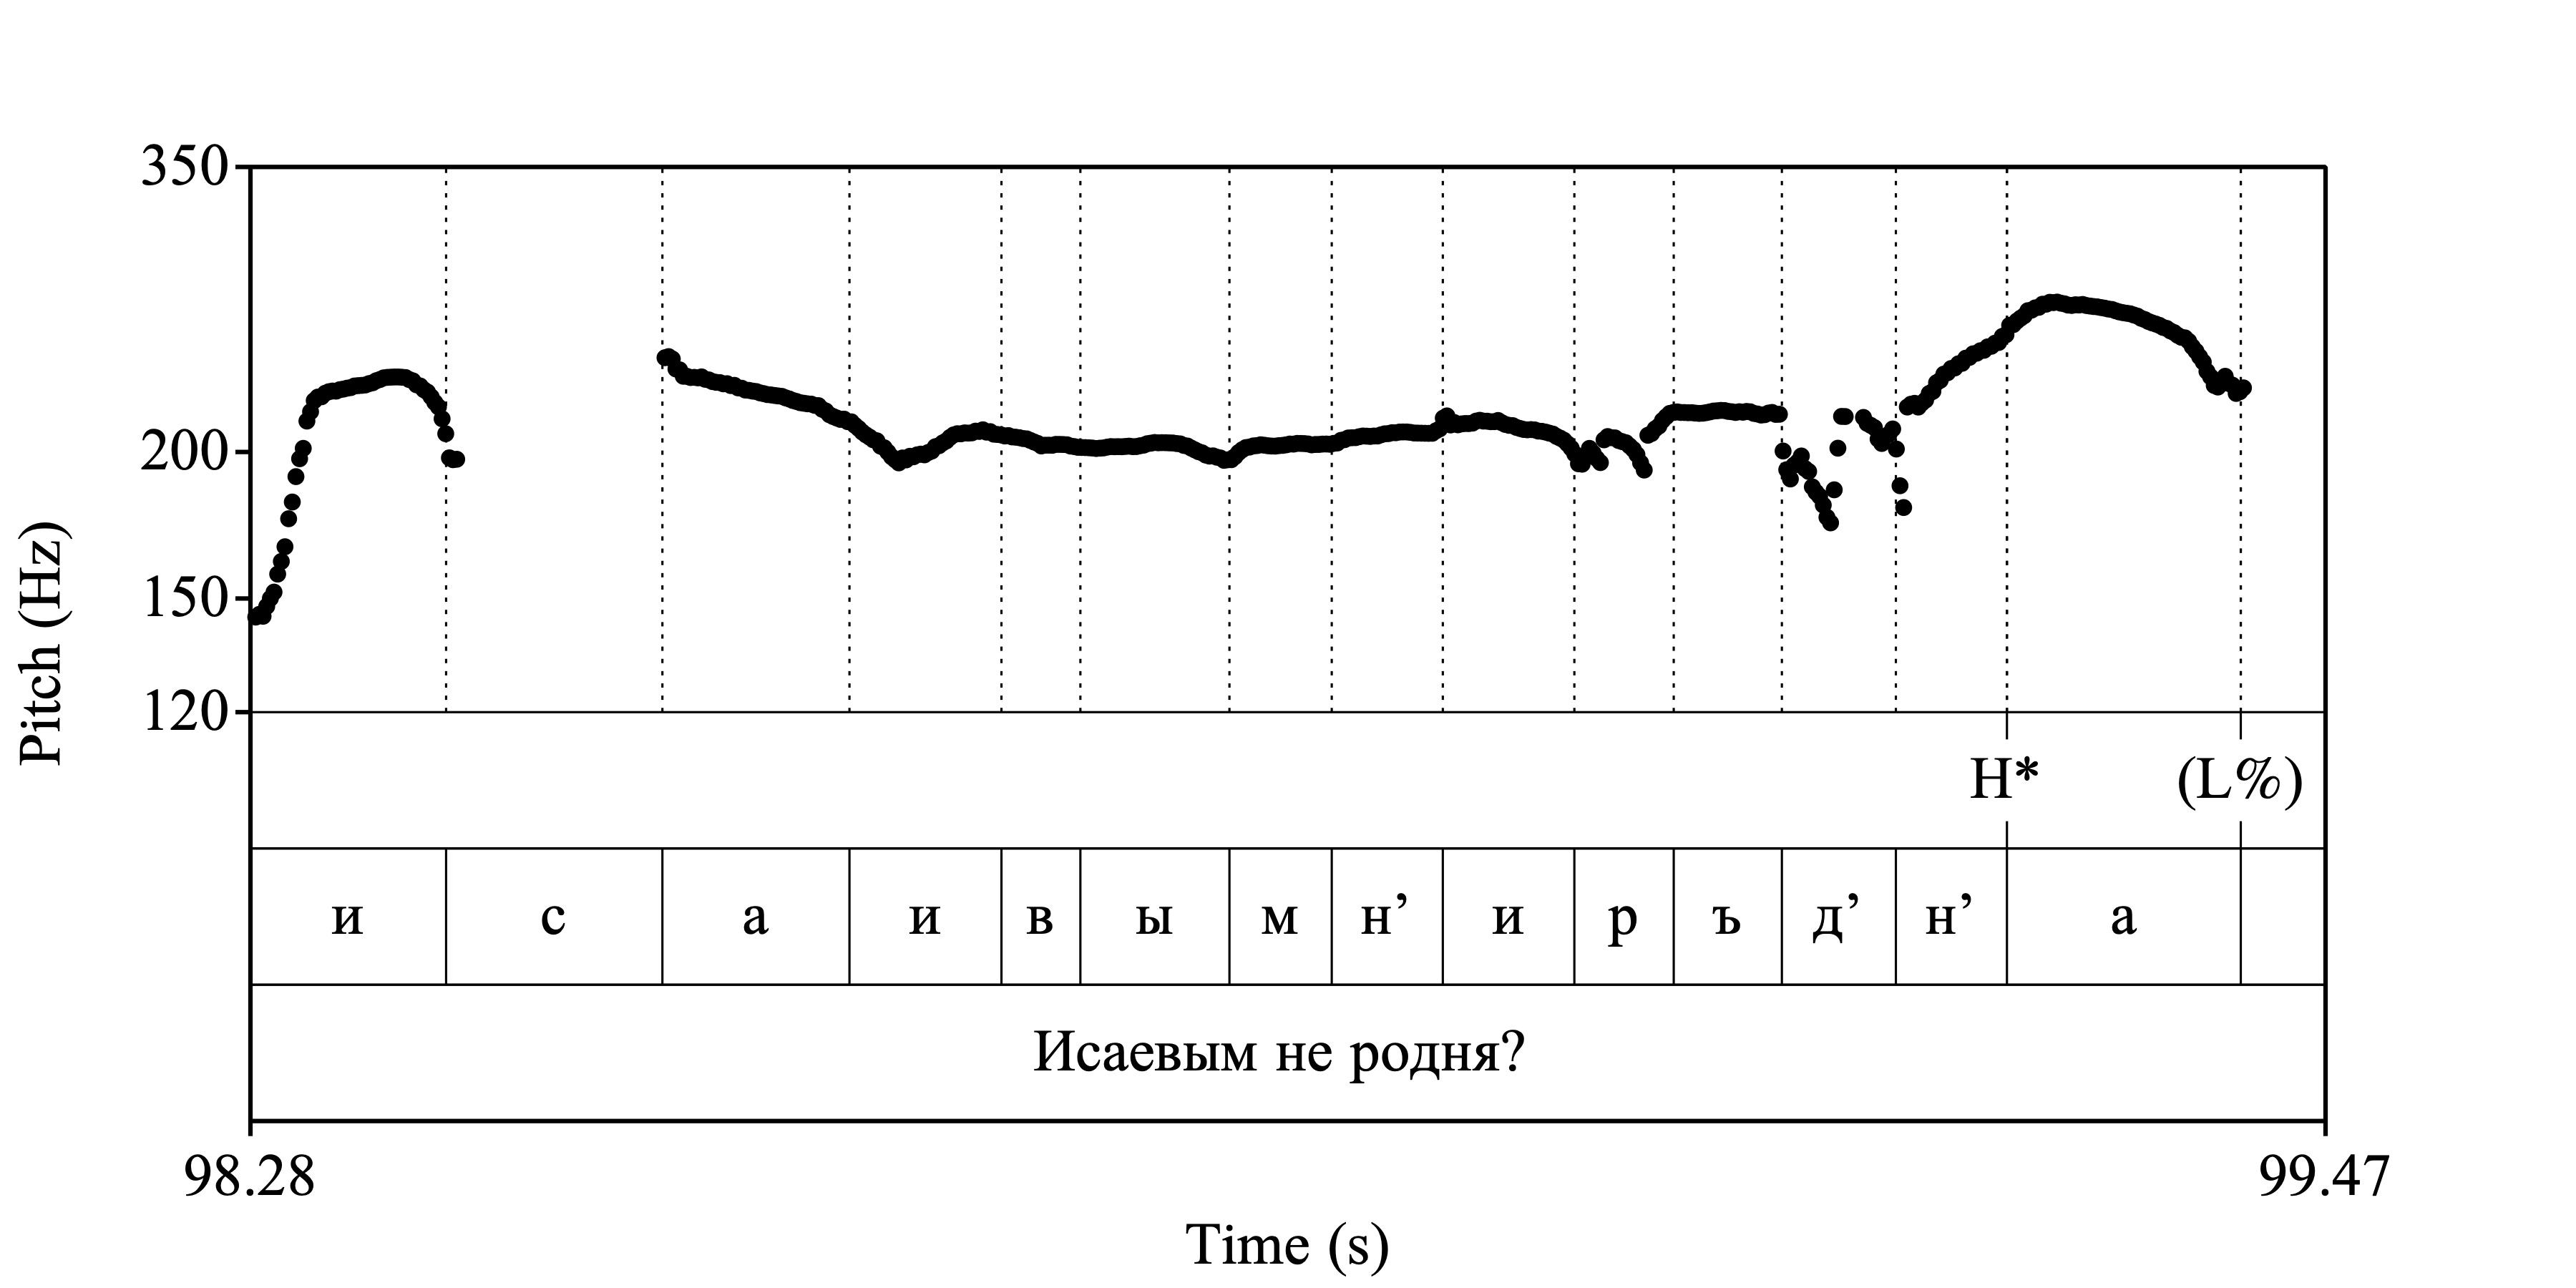 350
200
150
120
Pitch (Hz)
H* (L%)
и с а и в ы м н’ и р ъ д’ н’ а
Исаевым не родня?
98.28 99.47
Time (s)